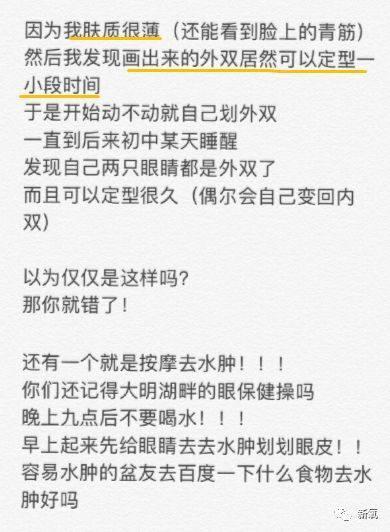 因为我肤质很薄（还能看到脸上的青筋）
然后我发现画出来的外双居然可以定型一
小段时间
于是开始动不动就自己划外双
一直到后来初中某天睡醒
发现自己两只眼睛都是外双了
而且可以定型很久（偶尔会自己变回内
双）
以为仅仅是这样吗？
那你就错了！
还有一个就是按摩去水肿！！！
你们还记得大明湖畔的眼保健操吗
晚上九点后不要喝水！！！
早上起来先给眼睛去去水肿划划眼皮！！
容易水肿的盆友去百度一下什么食物去水
肿好吗
新氧